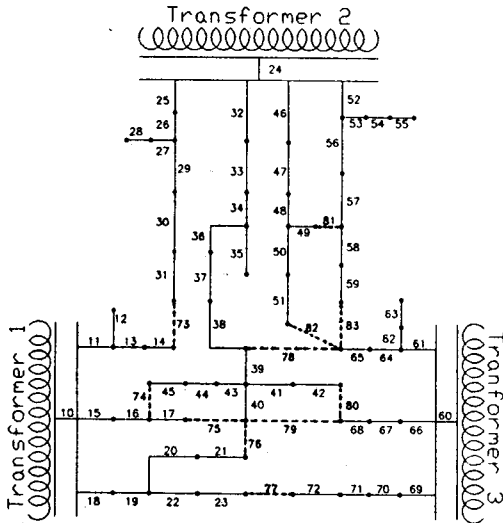 Transformer 2
24
25 32 46 52
53 54 55
26
28
27
56
29 33 47
34 48 57
30 36 49 81
35 50 58
31 37 59
51
63
12 73 38 82 83
11 13 14 78 65 64 62 61
39
74 45 44 43 41 42 80
Transformer 1
10 15 16 17 75 40 79 68 67 66 60
76
20 21
18 19 22 23 77 72 71 70 69
Tranformer 3